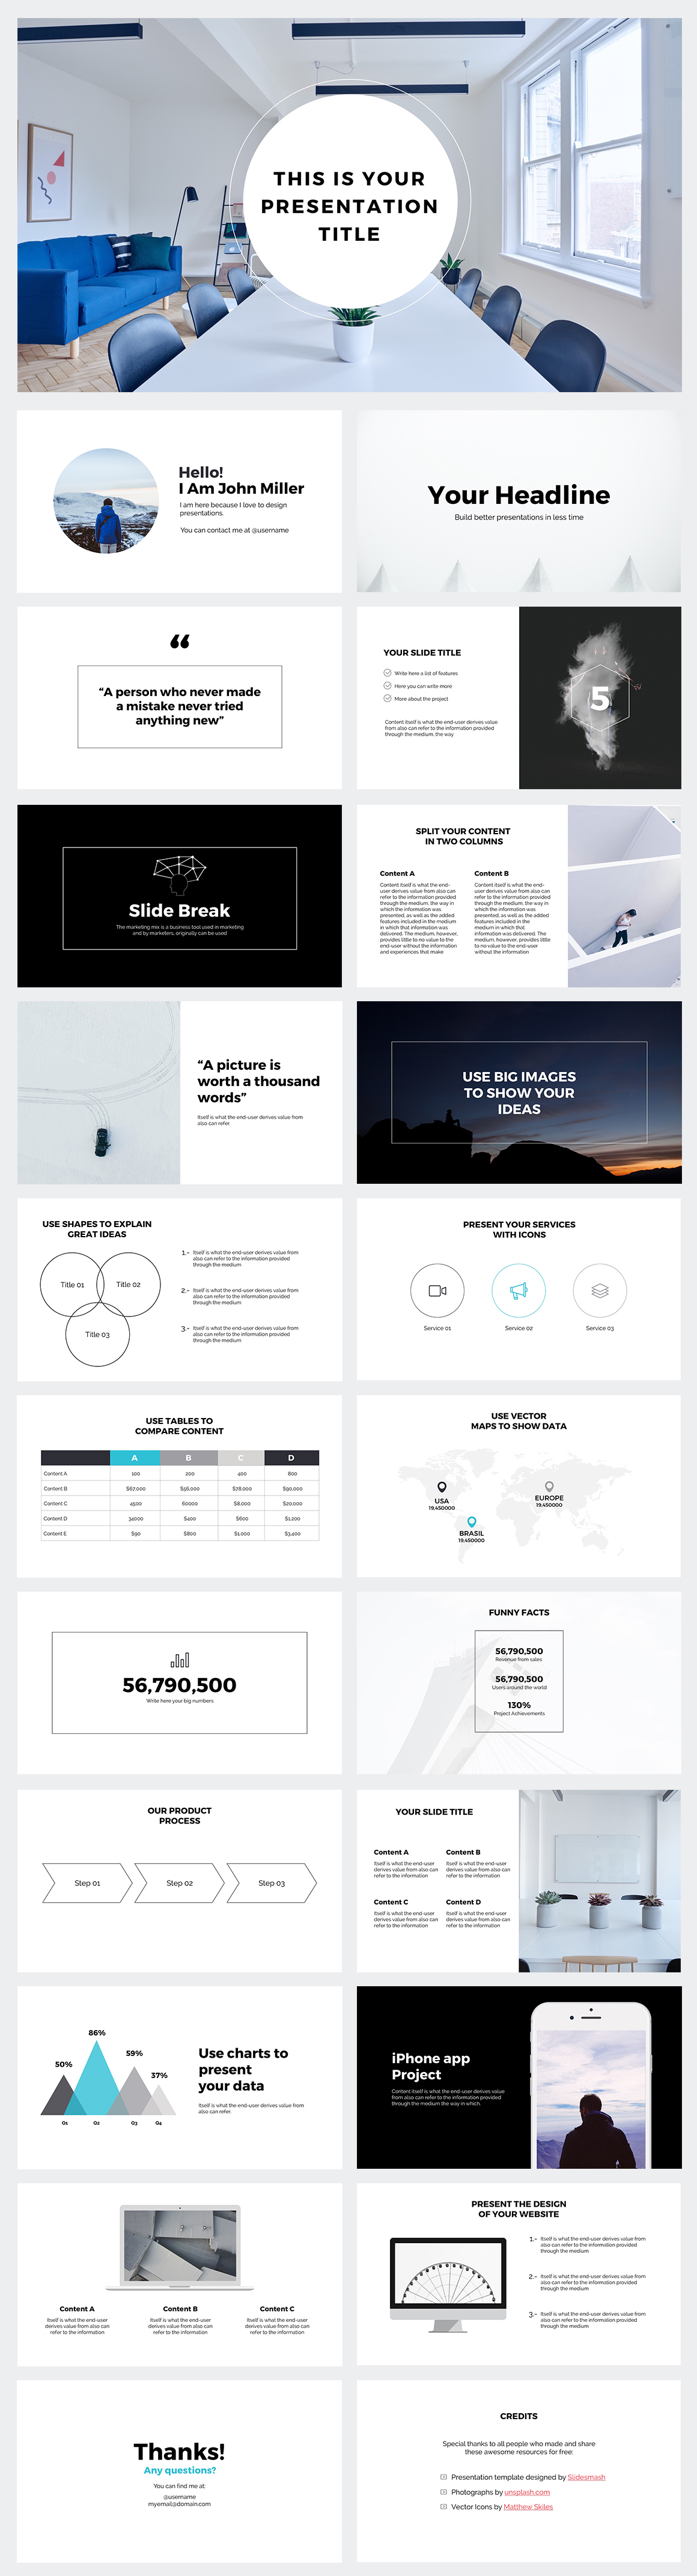 THIS IS YOUR
PRESENTATION
TITLE
Hello!
I Am John Miller
I am here because I love to design
presentations.
You can contact me at @username
Your Headline
Build better presentations in less time
“
“A person who never made
a mistake never tried
anything new”
YOUR SLIDE TITLE
Write here a list of features
Here you can write more
More about the project
Content itself is what the end-user derives value
from also can refer to the information provided
through the medium, the way
5
Slide Break
The marketing mix is a business tool used in marketing
and by marketers, originally can be used
SPLIT YOUR CONTENT
IN TWO COLUMNS
Content A
Content itself is what the end-
user derives value from also can
refer to the information provided
through the medium, the way in
which the information was
presented, as well as the added
features included in the medium
in which that information was
delivered. The medium, however,
provides little to no value to the
end-user without the information
and experiences that make
Content B
Content itself is what the end-
user derives value from also can
refer to the information provided
through the medium, the way in
which the information was
presented, as well as the added
features included in the
medium in which that
information was delivered. The
medium, however, provides little
to no value to the end-user
without the information
“A picture is
worth a thousand
words”
Itself is what the end-user derives value from
also can refer.
USE BIG IMAGES
TO SHOW YOUR
IDEAS
USE SHAPES TO EXPLAIN
GREAT IDEAS
Title 01
Title 02
Title 03
1.- Itself is what the end-user derives value from
also can refer to the information provided
through the medium
2.- Itself is what the end-user derives value from
also can refer to the information provided
through the medium
3.- Itself is what the end-user derives value from
also can refer to the information provided
through the medium
PRESENT YOUR SERVICES
WITH ICONS
Service 01
Service 02
Service 03
USE TABLES TO
COMPARE CONTENT
A B C D
Content A 100 200 400 800
Content B $67,000 $56,000 $78,000 $90,000
Content C 4500 60000 $8,000 $20,000
Content D 34000 $400 $600 $1,200
Content E $90 $800 $1,000 $3,400
USE VECTOR
MAPS TO SHOW DATA
USA
19,450000
EUROPE
19,450000
BRASIL
19,450000
56,790,500
Write here your big numbers
FUNNY FACTS
56,790,500
Revenue from sales
56,790,500
Users around the world
130%
Project Achievements
OUR PRODUCT
PROCESS
Step 01
Step 02
Step 03
YOUR SLIDE TITLE
Content A
Itself is what the end-user
derives value from also can
refer to the information
Content B
Itself is what the end-user
derives value from also can
refer to the information
Content C
Itself is what the end-user
derives value from also can
refer to the information
Content D
Itself is what the end-user
derives value from also can
refer to the information
50%
86%
59%
37%
Q1
Q2
Q3
Q4
Use charts to
present
your data
Itself is what the end-user derives value from
also can refer.
iPhone app
Project
Content itself is what the end-user derives value
from also can refer to the information provided
through the medium the way in which.
Content A
Itself is what the end-user
derives value from also can
refer to the information
Content B
Itself is what the end-user
derives value from also can
refer to the information
Content C
Itself is what the end-user
derives value from also can
refer to the information
PRESENT THE DESIGN
OF YOUR WEBSITE
1.- Itself is what the end-user derives value from
also can refer to the information provided
through the medium
2.- Itself is what the end-user derives value from
also can refer to the information provided
through the medium
3.- Itself is what the end-user derives value from
also can refer to the information provided
through the medium
Thanks!
Any questions?
You can find me at:
@username
myemail@domain.com
CREDITS
Special thanks to all people who made and share
these awesome resources for free:
Presentation template designed by Slidesmash
Photographs by unsplash.com
Vector Icons by Matthew Skiles